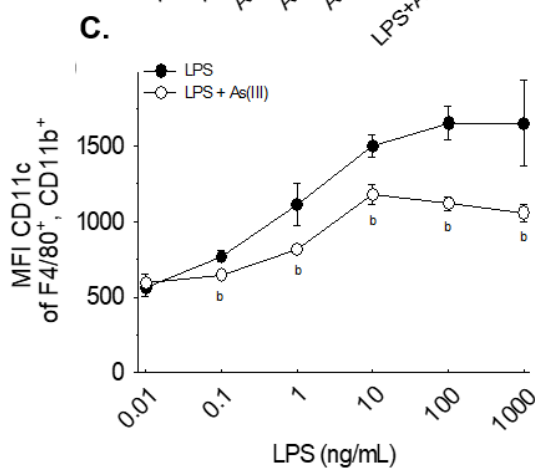 LPS+A
C.
LPS
LPS + As(III)
MFI CD11c
of F4/80⁺, CD11b⁺
1500
1000
500
0
b
b
b
b
b
0.01
0.1
1
10
100
1000
LPS (ng/mL)